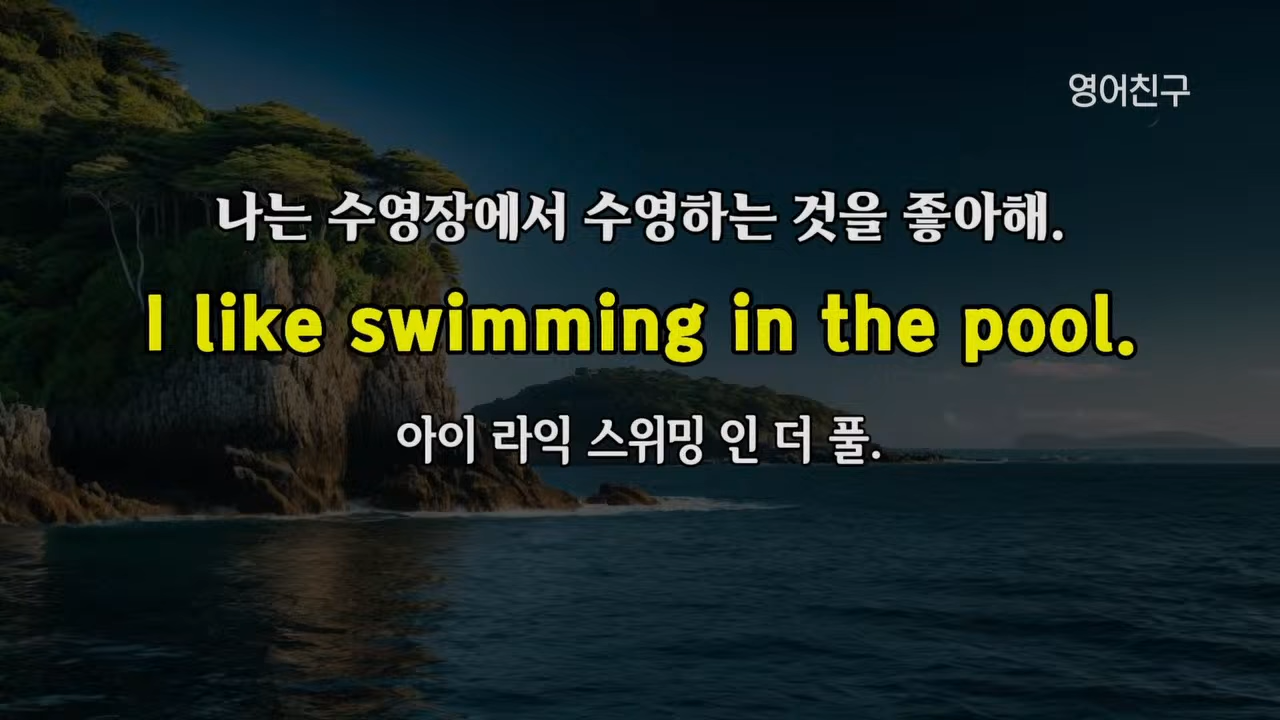 영어친구
나는 수영장에서 수영하는 것을 좋아해.
I like swimming in the pool.
아이 라익 스위밍 인 더 풀.